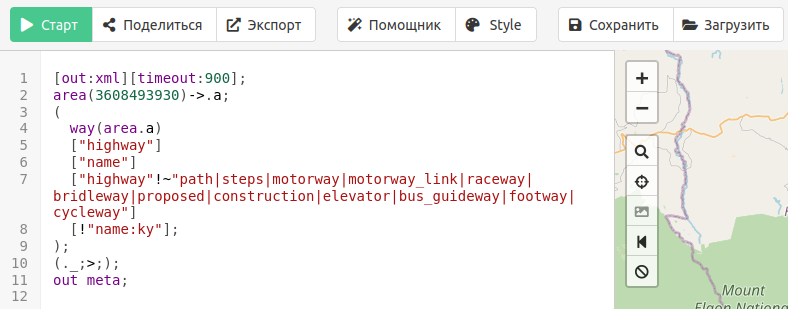 Старт
Поделиться
Экспорт
Помощник
Style
Сохранить
Загрузить
1 [out:xml][timeout:900];
2 area(3608493930)->.a;
3 (
4 way(area.a)
5 ["highway"]
6 ["name"]
7 ["highway"!~"path|steps|motorway|motorway_link|raceway|
bridleway|proposed|construction|elevator|bus_guideway|footway|
cycleway"]
8 [!"name:ky"];
9 );
10 (._;>;);
11 out meta;
12
+
−
Mount
Elgon National